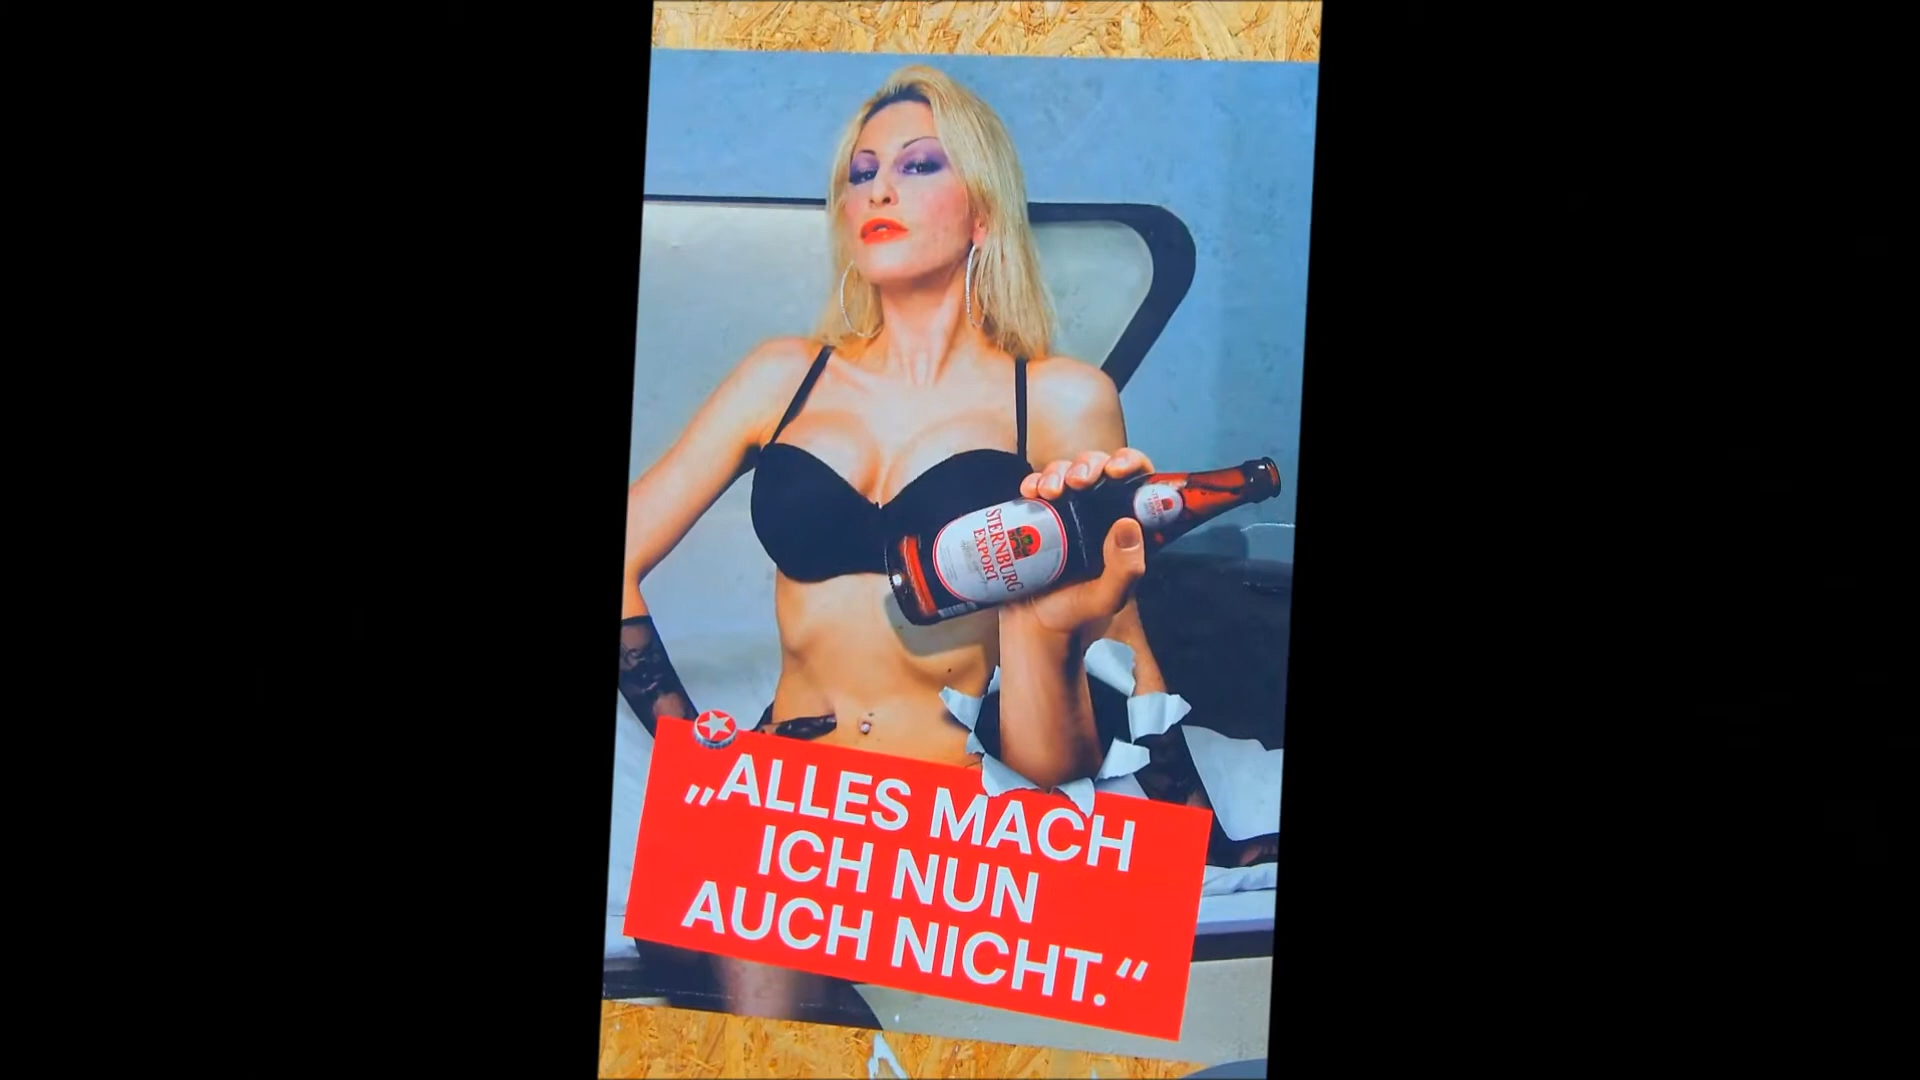 STERNBURG
EXPORT
„ALLES MACH
ICH NUN
AUCH NICHT.“